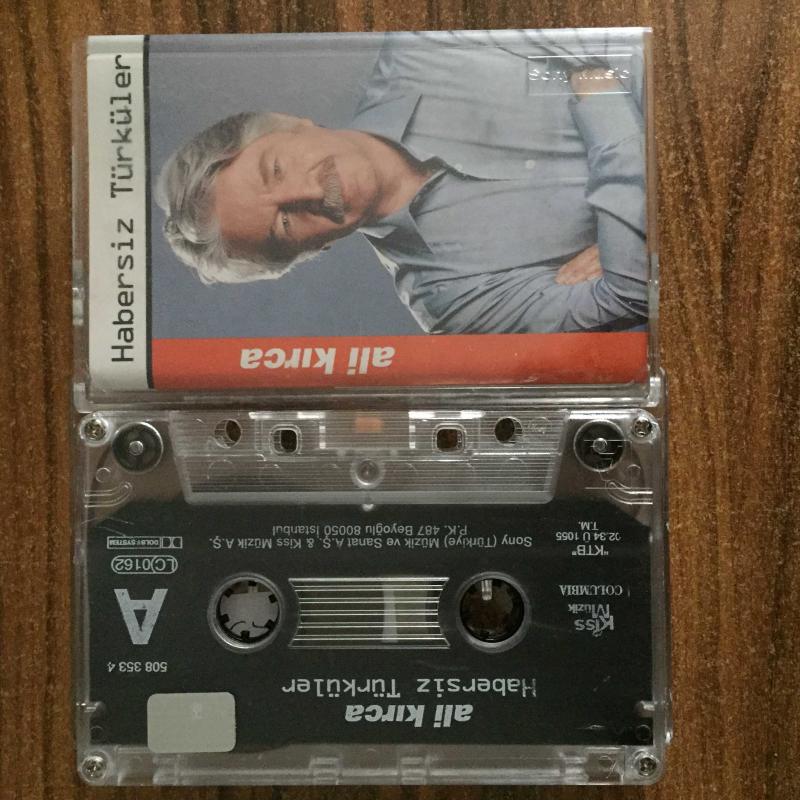 Sony Music
Habersiz Türküler
ali kırca
ali kırca
Habersiz Türküler
508 353 4
A
LC 0162
DOLBY SYSTEM
Kiss
Müzik
COLUMBIA
"KTB"
02.34 Ü 1055
T.M.
Sony (Türkiye) Müzik ve Sanat A.Ş. & Kiss Müzik A.Ş.
P.K. 487 Beyoğlu 80050 İstanbul